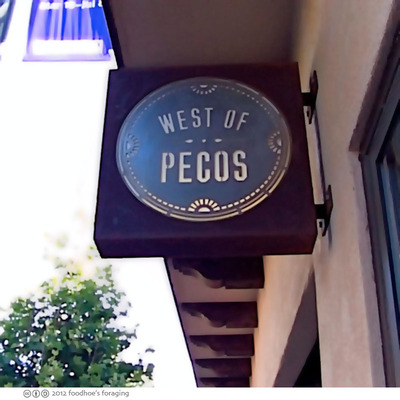 WEST OF
PECOS
2012 foodhoe's foraging